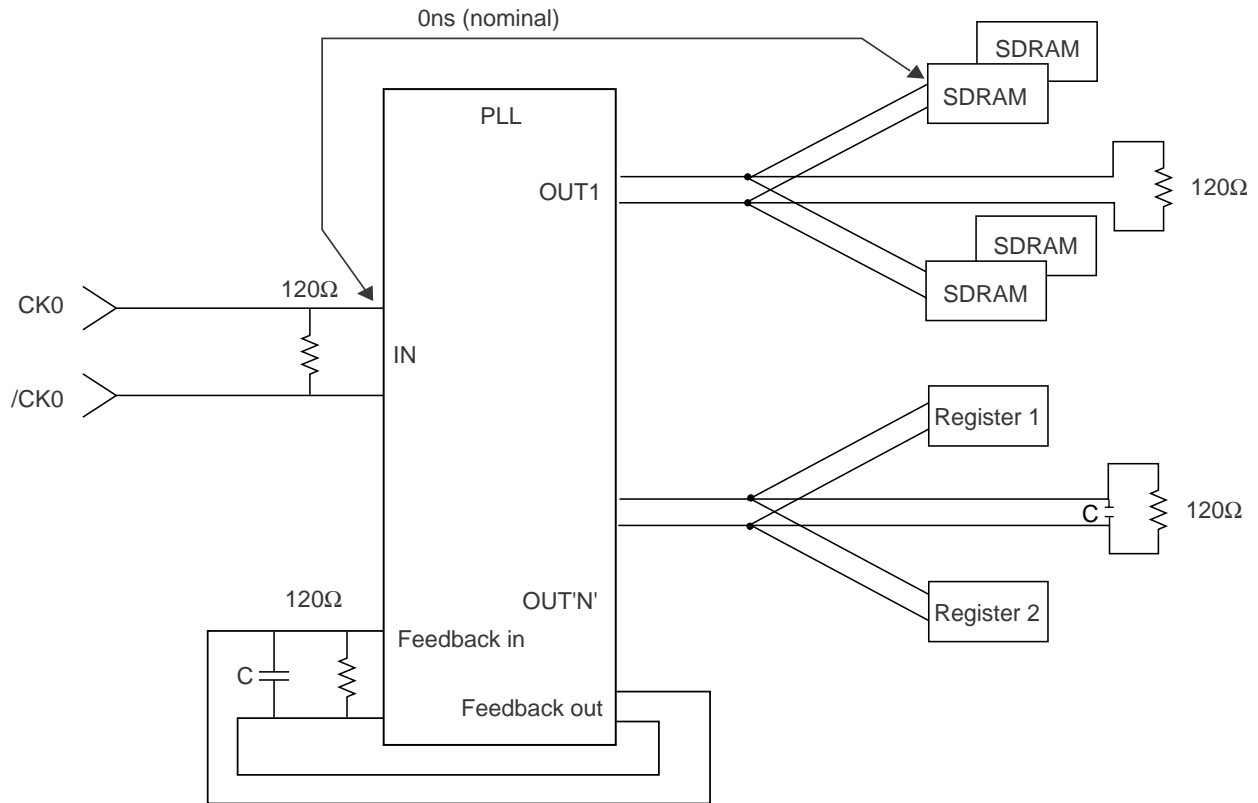 0ns (nominal)
SDRAM
SDRAM
PLL
OUT1
120Ω
SDRAM
SDRAM
120Ω
CK0
IN
/CK0
Register 1
C
120Ω
120Ω
OUT'N'
Register 2
Feedback in
C
Feedback out